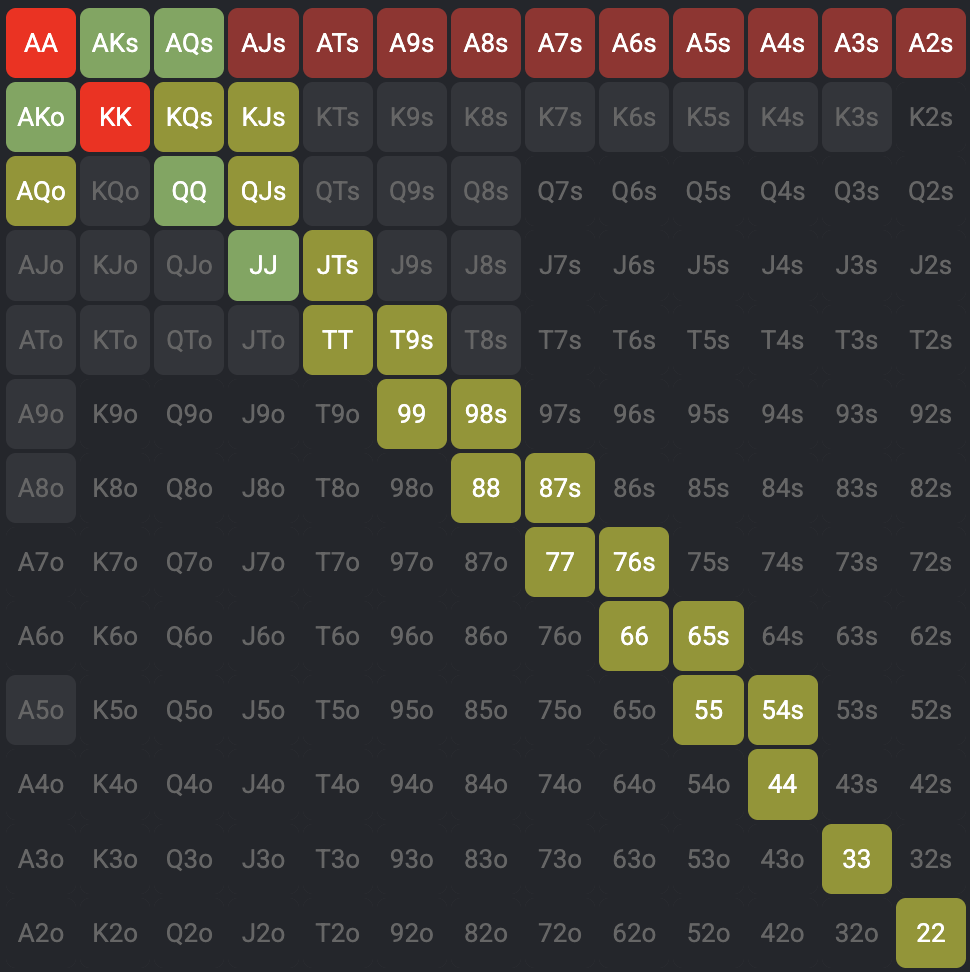 AA AKs AQs AJs ATs A9s A8s A7s A6s A5s A4s A3s A2s
AKo KK KQs KJs KTs K9s K8s K7s K6s K5s K4s K3s K2s
AQo KQo QQ QJs QTs Q9s Q8s Q7s Q6s Q5s Q4s Q3s Q2s
AJo KJo QJo JJ JTs J9s J8s J7s J6s J5s J4s J3s J2s
ATo KTo QTo JTo TT T9s T8s T7s T6s T5s T4s T3s T2s
A9o K9o Q9o J9o T9o 99 98s 97s 96s 95s 94s 93s 92s
A8o K8o Q8o J8o T8o 98o 88 87s 86s 85s 84s 83s 82s
A7o K7o Q7o J7o T7o 97o 87o 77 76s 75s 74s 73s 72s
A6o K6o Q6o J6o T6o 96o 86o 76o 66 65s 64s 63s 62s
A5o K5o Q5o J5o T5o 95o 85o 75o 65o 55 54s 53s 52s
A4o K4o Q4o J4o T4o 94o 84o 74o 64o 54o 44 43s 42s
A3o K3o Q3o J3o T3o 93o 83o 73o 63o 53o 43o 33 32s
A2o K2o Q2o J2o T2o 92o 82o 72o 62o 52o 42o 32o 22